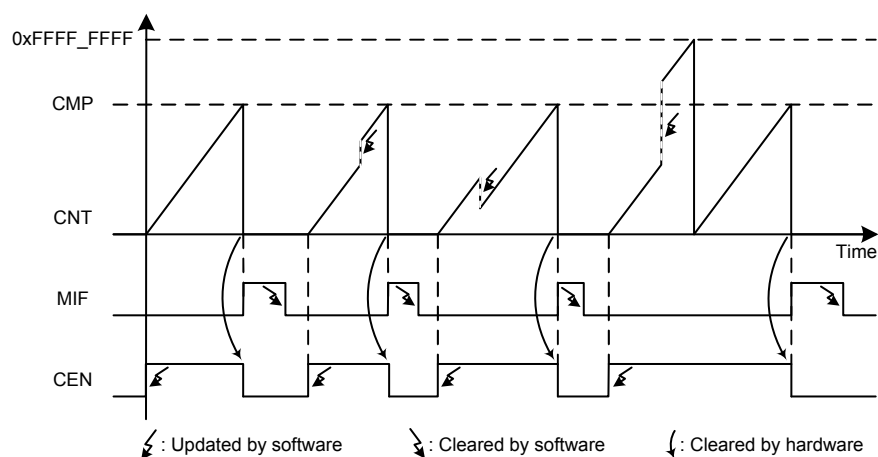 0xFFFF_FFFF
CMP
CNT
Time
MIF
CEN
: Updated by software : Cleared by software : Cleared by hardware